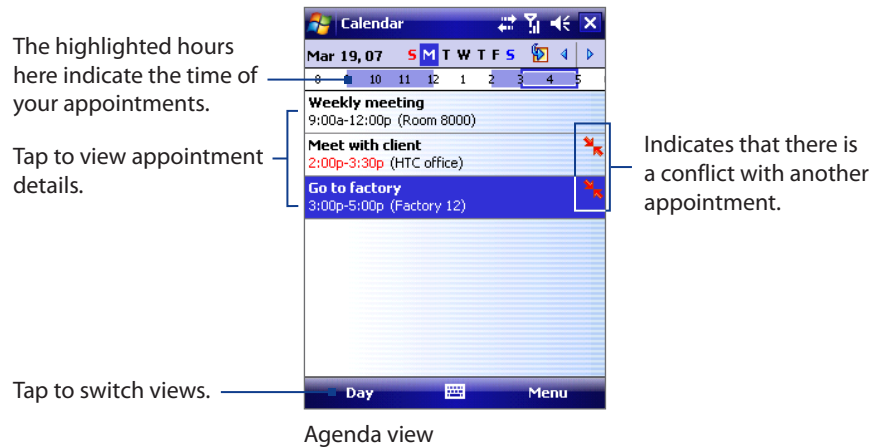 Calendar
The highlighted hours
here indicate the time of
your appointments.
Mar 19, 07 S M T W T F S
8 10 11 12 1 2 3 4 5
Weekly meeting
9:00a-12:00p (Room 8000)
Tap to view appointment
details.
Meet with client
2:00p-3:30p (HTC office)
Go to factory
3:00p-5:00p (Factory 12)
Indicates that there is
a conflict with another
appointment.
Tap to switch views.
Day Menu
Agenda view